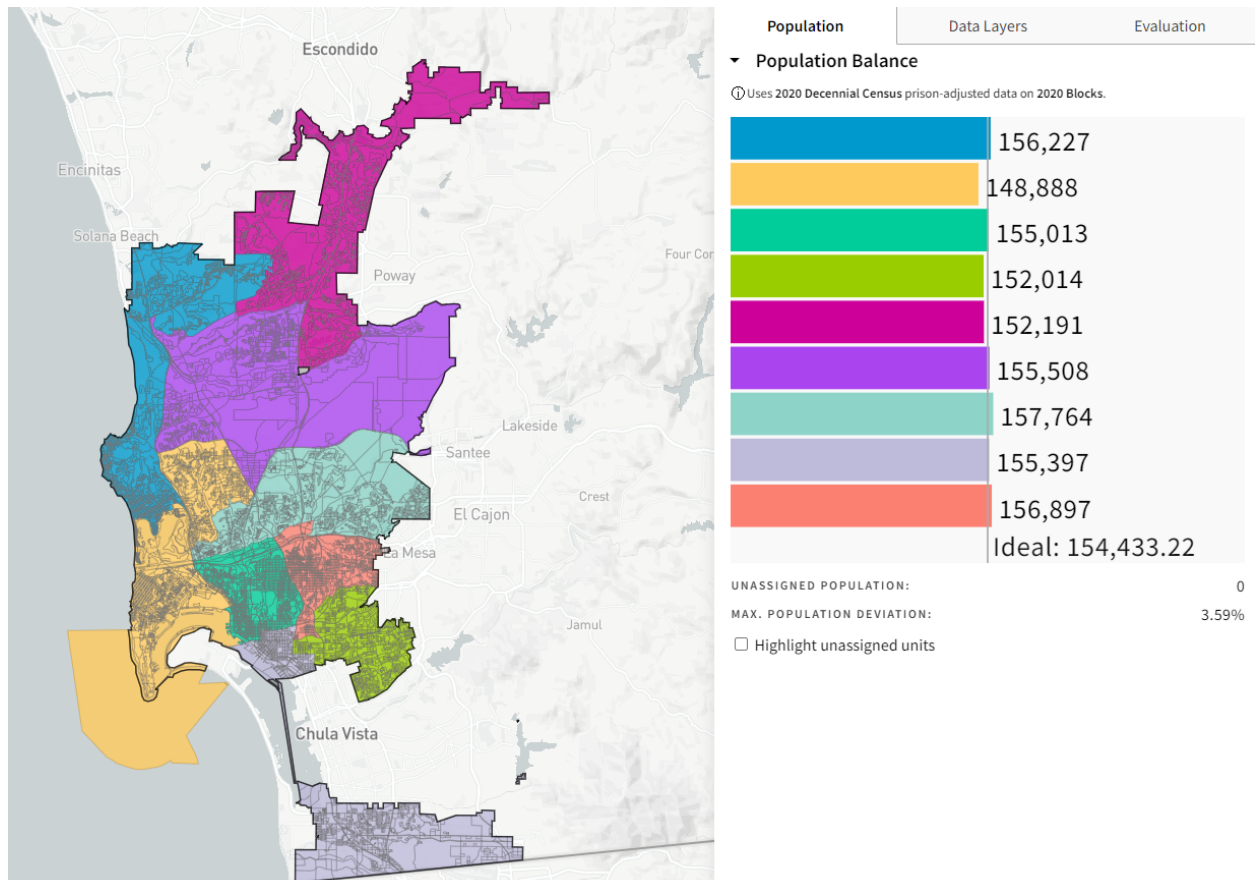 Escondido
Encinitas
Solana Beach
Poway
Lakeside
Santee
Crest
El Cajon
La Mesa
Jamul
Chula Vista
Population
Data Layers
Evaluation
Population Balance
Uses 2020 Decennial Census prison-adjusted data on 2020 Blocks.
156,227
148,888
155,013
152,014
152,191
155,508
157,764
155,397
156,897
Ideal: 154,433.22
UNASSIGNED POPULATION: 0
MAX. POPULATION DEVIATION: 3.59%
Highlight unassigned units